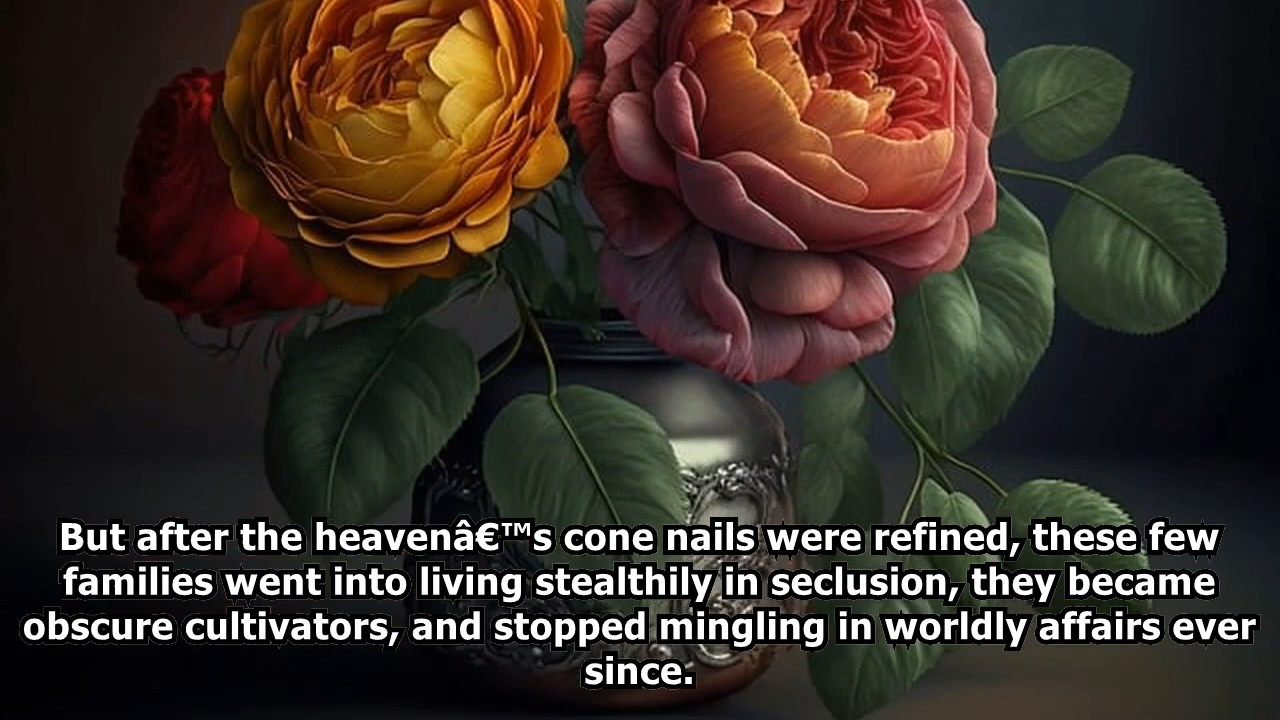 But after the heavenâ€™s cone nails were refined, these few
families went into living stealthily in seclusion, they became
obscure cultivators, and stopped mingling in worldly affairs ever
since.